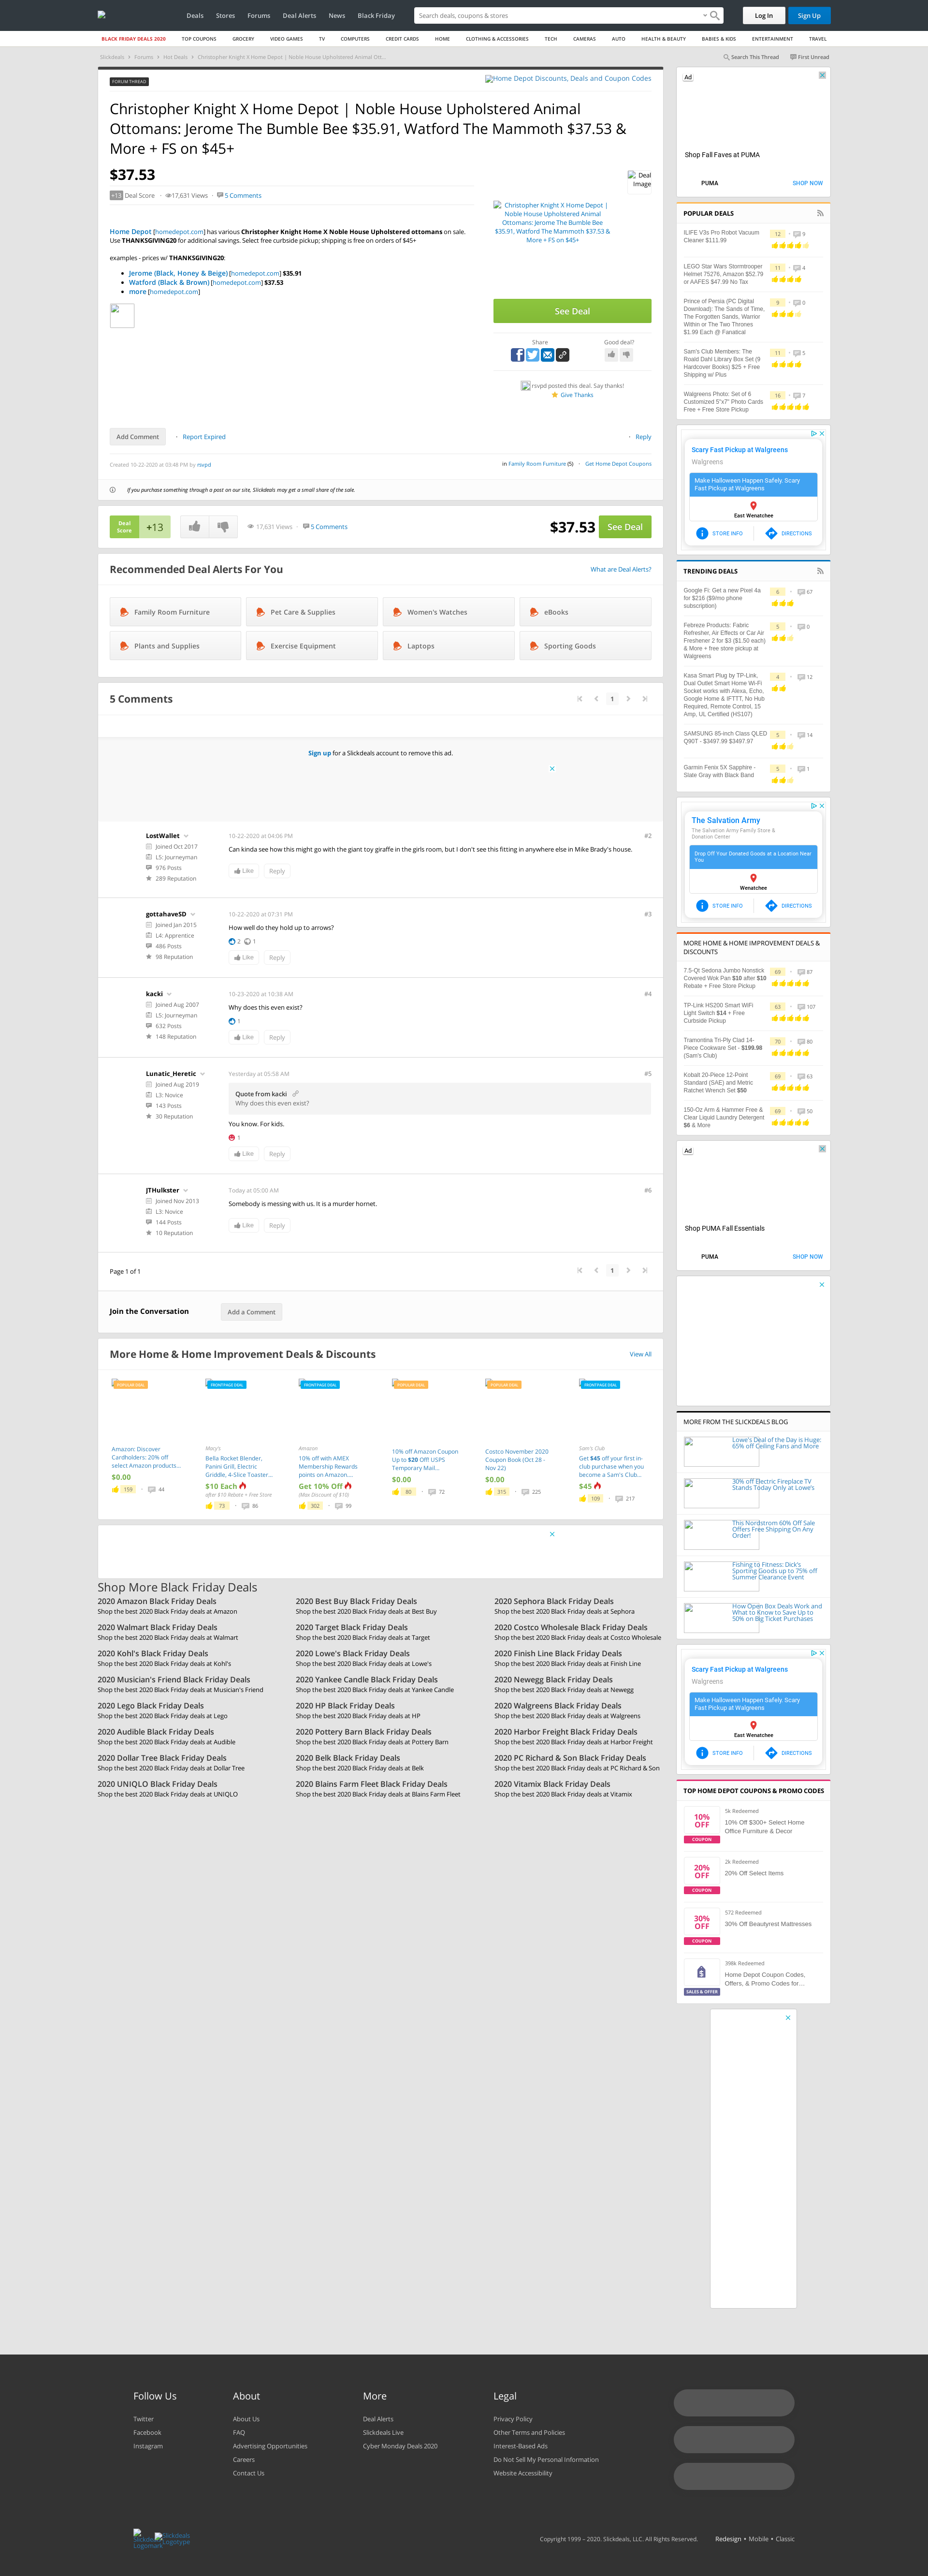 Deals
Stores
Forums
Deal Alerts
News
Black Friday
Search deals, coupons & stores
Log In
Sign Up
BLACK FRIDAY DEALS 2020
TOP COUPONS
GROCERY
VIDEO GAMES
TV
COMPUTERS
CREDIT CARDS
HOME
CLOTHING & ACCESSORIES
TECH
CAMERAS
AUTO
HEALTH & BEAUTY
BABIES & KIDS
ENTERTAINMENT
TRAVEL
Slickdeals
Forums
Hot Deals
Christopher Knight X Home Depot | Noble House Upholstered Animal Ott...
Search This Thread
First Unread
FORUM THREAD
Home Depot Discounts, Deals and Coupon Codes
Christopher Knight X Home Depot | Noble House Upholstered Animal
Ottomans: Jerome The Bumble Bee $35.91, Watford The Mammoth $37.53 &
More + FS on $45+
$37.53
+13 Deal Score
17,631 Views
5 Comments
Deal
Image
Christopher Knight X Home Depot |
Noble House Upholstered Animal
Ottomans: Jerome The Bumble Bee
$35.91, Watford The Mammoth $37.53 &
More + FS on $45+
Home Depot [homedepot.com] has various Christopher Knight Home X Noble House Upholstered ottomans on sale.
Use THANKSGIVING20 for additional savings. Select free curbside pickup; shipping is free on orders of $45+
examples - prices w/ THANKSGIVING20:
Jerome (Black, Honey & Beige) [homedepot.com] $35.91
Watford (Black & Brown) [homedepot.com] $37.53
more [homedepot.com]
See Deal
Share
Good deal?
rsvpd posted this deal. Say thanks!
Give Thanks
Add Comment
Report Expired
Reply
Created 10-22-2020 at 03:48 PM by rsvpd
in Family Room Furniture (5)
Get Home Depot Coupons
If you purchase something through a post on our site, Slickdeals may get a small share of the sale.
Deal
Score
+13
17,631 Views
5 Comments
$37.53
See Deal
Recommended Deal Alerts For You
What are Deal Alerts?
Family Room Furniture
Pet Care & Supplies
Women's Watches
eBooks
Plants and Supplies
Exercise Equipment
Laptops
Sporting Goods
5 Comments
1
Sign up for a Slickdeals account to remove this ad.
LostWallet
Joined Oct 2017
L5: Journeyman
976 Posts
289 Reputation
10-22-2020 at 04:06 PM
#2
Can kinda see how this might go with the giant toy giraffe in the girls room, but I don't see this fitting in anywhere else in Mike Brady's house.
Like
Reply
gottahaveSD
Joined Jan 2015
L4: Apprentice
486 Posts
98 Reputation
10-22-2020 at 07:31 PM
#3
How well do they hold up to arrows?
2
1
Like
Reply
kacki
Joined Aug 2007
L5: Journeyman
632 Posts
148 Reputation
10-23-2020 at 10:38 AM
#4
Why does this even exist?
1
Like
Reply
Lunatic_Heretic
Joined Aug 2019
L3: Novice
143 Posts
30 Reputation
Yesterday at 05:58 AM
#5
Quote from kacki
Why does this even exist?
You know. For kids.
1
Like
Reply
JTHulkster
Joined Nov 2013
L3: Novice
144 Posts
10 Reputation
Today at 05:00 AM
#6
Somebody is messing with us. It is a murder hornet.
Like
Reply
Page 1 of 1
1
Join the Conversation
Add a Comment
More Home & Home Improvement Deals & Discounts
View All
POPULAR DEAL
Amazon: Discover
Cardholders: 20% off
select Amazon products...
$0.00
159
44
FRONTPAGE DEAL
Macy's
Bella Rocket Blender,
Panini Grill, Electric
Griddle, 4-Slice Toaster...
$10 Each
after $10 Rebate + Free Store
73
86
FRONTPAGE DEAL
Amazon
10% off with AMEX
Membership Rewards
points on Amazon....
Get 10% Off
(Max Discount of $10)
302
99
POPULAR DEAL
10% off Amazon Coupon
Up to $20 Off! USPS
Temporary Mail...
$0.00
80
72
POPULAR DEAL
Costco November 2020
Coupon Book (Oct 28 -
Nov 22)
$0.00
315
225
FRONTPAGE DEAL
Sam's Club
Get $45 off your first in-
club purchase when you
become a Sam's Club...
$45
109
217
Shop More Black Friday Deals
2020 Amazon Black Friday Deals
Shop the best 2020 Black Friday deals at Amazon
2020 Best Buy Black Friday Deals
Shop the best 2020 Black Friday deals at Best Buy
2020 Sephora Black Friday Deals
Shop the best 2020 Black Friday deals at Sephora
2020 Walmart Black Friday Deals
Shop the best 2020 Black Friday deals at Walmart
2020 Target Black Friday Deals
Shop the best 2020 Black Friday deals at Target
2020 Costco Wholesale Black Friday Deals
Shop the best 2020 Black Friday deals at Costco Wholesale
2020 Kohl's Black Friday Deals
Shop the best 2020 Black Friday deals at Kohl's
2020 Lowe's Black Friday Deals
Shop the best 2020 Black Friday deals at Lowe's
2020 Finish Line Black Friday Deals
Shop the best 2020 Black Friday deals at Finish Line
2020 Musician's Friend Black Friday Deals
Shop the best 2020 Black Friday deals at Musician's Friend
2020 Yankee Candle Black Friday Deals
Shop the best 2020 Black Friday deals at Yankee Candle
2020 Newegg Black Friday Deals
Shop the best 2020 Black Friday deals at Newegg
2020 Lego Black Friday Deals
Shop the best 2020 Black Friday deals at Lego
2020 HP Black Friday Deals
Shop the best 2020 Black Friday deals at HP
2020 Walgreens Black Friday Deals
Shop the best 2020 Black Friday deals at Walgreens
2020 Audible Black Friday Deals
Shop the best 2020 Black Friday deals at Audible
2020 Pottery Barn Black Friday Deals
Shop the best 2020 Black Friday deals at Pottery Barn
2020 Harbor Freight Black Friday Deals
Shop the best 2020 Black Friday deals at Harbor Freight
2020 Dollar Tree Black Friday Deals
Shop the best 2020 Black Friday deals at Dollar Tree
2020 Belk Black Friday Deals
Shop the best 2020 Black Friday deals at Belk
2020 PC Richard & Son Black Friday Deals
Shop the best 2020 Black Friday deals at PC Richard & Son
2020 UNIQLO Black Friday Deals
Shop the best 2020 Black Friday deals at UNIQLO
2020 Blains Farm Fleet Black Friday Deals
Shop the best 2020 Black Friday deals at Blains Farm Fleet
2020 Vitamix Black Friday Deals
Shop the best 2020 Black Friday deals at Vitamix
Ad
Shop Fall Faves at PUMA
PUMA
SHOP NOW
POPULAR DEALS
ILIFE V3s Pro Robot Vacuum
Cleaner $111.99
12
9
LEGO Star Wars Stormtrooper
Helmet 75276, Amazon $52.79
or AAFES $47.99 No Tax
11
4
Prince of Persia (PC Digital
Download): The Sands of Time,
The Forgotten Sands, Warrior
Within or The Two Thrones
$1.99 Each @ Fanatical
9
0
Sam's Club Members: The
Roald Dahl Library Box Set (9
Hardcover Books) $25 + Free
Shipping w/ Plus
11
5
Walgreens Photo: Set of 6
Customized 5"x7" Photo Cards
Free + Free Store Pickup
16
7
Scary Fast Pickup at Walgreens
Walgreens
Make Halloween Happen Safely. Scary
Fast Pickup at Walgreens
East Wenatchee
STORE INFO
DIRECTIONS
TRENDING DEALS
Google Fi: Get a new Pixel 4a
for $216 ($9/mo phone
subscription)
6
67
Febreze Products: Fabric
Refresher, Air Effects or Car Air
Freshener 2 for $3 ($1.50 each)
& More + free store pickup at
Walgreens
5
0
Kasa Smart Plug by TP-Link,
Dual Outlet Smart Home Wi-Fi
Socket works with Alexa, Echo,
Google Home & IFTTT, No Hub
Required, Remote Control, 15
Amp, UL Certified (HS107)
4
12
SAMSUNG 85-inch Class QLED
Q90T - $3497.99 $3497.97
5
14
Garmin Fenix 5X Sapphire -
Slate Gray with Black Band
5
1
The Salvation Army
The Salvation Army Family Store &
Donation Center
Drop Off Your Donated Goods at a Location Near
You
Wenatchee
STORE INFO
DIRECTIONS
MORE HOME & HOME IMPROVEMENT DEALS &
DISCOUNTS
7.5-Qt Sedona Jumbo Nonstick
Covered Wok Pan $10 after $10
Rebate + Free Store Pickup
69
87
TP-Link HS200 Smart WiFi
Light Switch $14 + Free
Curbside Pickup
63
107
Tramontina Tri-Ply Clad 14-
Piece Cookware Set - $199.98
(Sam's Club)
70
80
Kobalt 20-Piece 12-Point
Standard (SAE) and Metric
Ratchet Wrench Set $50
69
63
150-Oz Arm & Hammer Free &
Clear Liquid Laundry Detergent
$6 & More
69
50
Ad
Shop PUMA Fall Essentials
PUMA
SHOP NOW
MORE FROM THE SLICKDEALS BLOG
Lowe's Deal of the Day is Huge:
65% off Ceiling Fans and More
30% off Electric Fireplace TV
Stands Today Only at Lowe's
This Nordstrom 60% Off Sale
Offers Free Shipping On Any
Order!
Fishing to Fitness: Dick's
Sporting Goods up to 75% off
Summer Clearance Event
How Open Box Deals Work and
What to Know to Save Up to
50% on Big Ticket Purchases
Scary Fast Pickup at Walgreens
Walgreens
Make Halloween Happen Safely. Scary
Fast Pickup at Walgreens
East Wenatchee
STORE INFO
DIRECTIONS
TOP HOME DEPOT COUPONS & PROMO CODES
10%
OFF
COUPON
5k Redeemed
10% Off $300+ Select Home
Office Furniture & Decor
20%
OFF
COUPON
2k Redeemed
20% Off Select Items
30%
OFF
COUPON
572 Redeemed
30% Off Beautyrest Mattresses
SALES & OFFER
398k Redeemed
Home Depot Coupon Codes,
Offers, & Promo Codes for...
Follow Us
Twitter
Facebook
Instagram
About
About Us
FAQ
Advertising Opportunities
Careers
Contact Us
More
Deal Alerts
Slickdeals Live
Cyber Monday Deals 2020
Legal
Privacy Policy
Other Terms and Policies
Interest-Based Ads
Do Not Sell My Personal Information
Website Accessibility
Slickdeals
Logotype
Copyright 1999 – 2020. Slickdeals, LLC. All Rights Reserved.
Redesign • Mobile • Classic